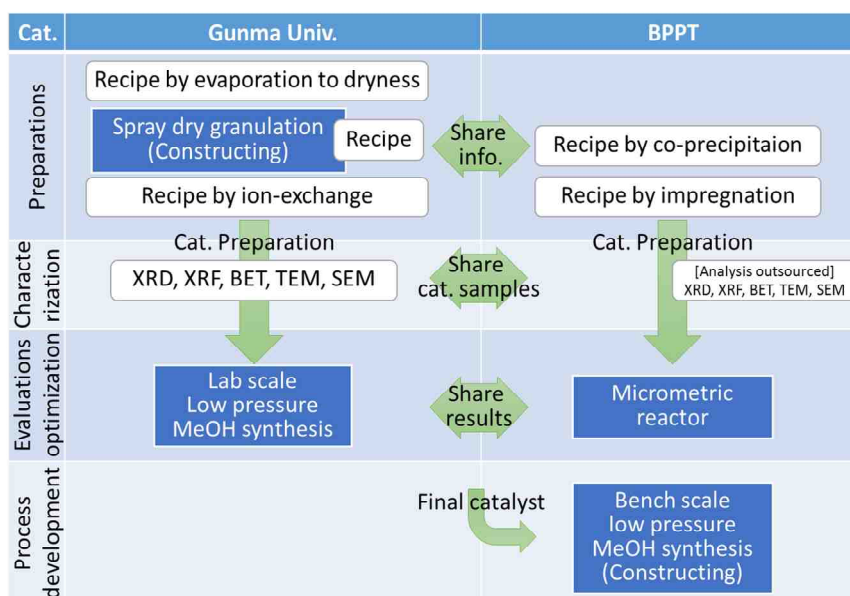 Cat.
Gunma Univ.
BPPT
Preparations
Recipe by evaporation to dryness
Spray dry granulation
(Constructing)
Recipe
Recipe by ion-exchange
Share
info.
Recipe by co-precipitaion
Recipe by impregnation
Cat. Preparation
Cat. Preparation
Characte
rization
XRD, XRF, BET, TEM, SEM
Share
cat. samples
[Analysis outsourced]
XRD, XRF, BET, TEM, SEM
Evaluations
optimization
Lab scale
Low pressure
MeOH synthesis
Share
results
Micrometric
reactor
Process
development
Final catalyst
Bench scale
low pressure
MeOH synthesis
(Constructing)